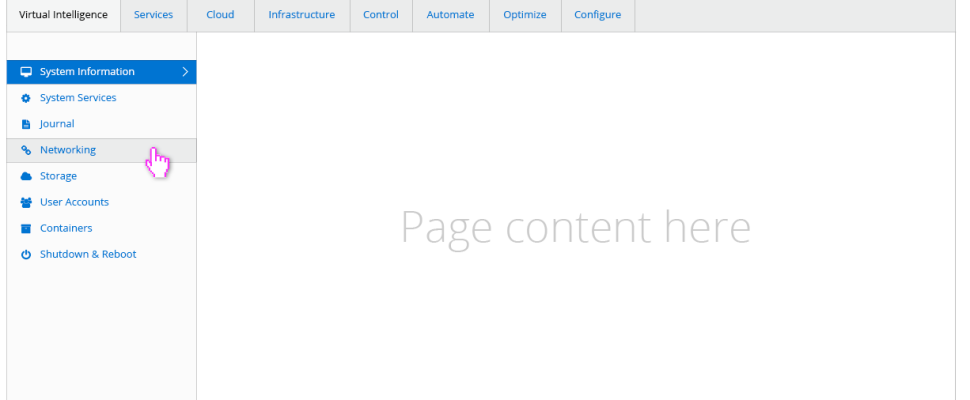 Virtual Intelligence Services Cloud Infrastructure Control Automate Optimize Configure
System Information
System Services
Journal
Networking
Storage
User Accounts
Containers
Shutdown & Reboot
Page content here